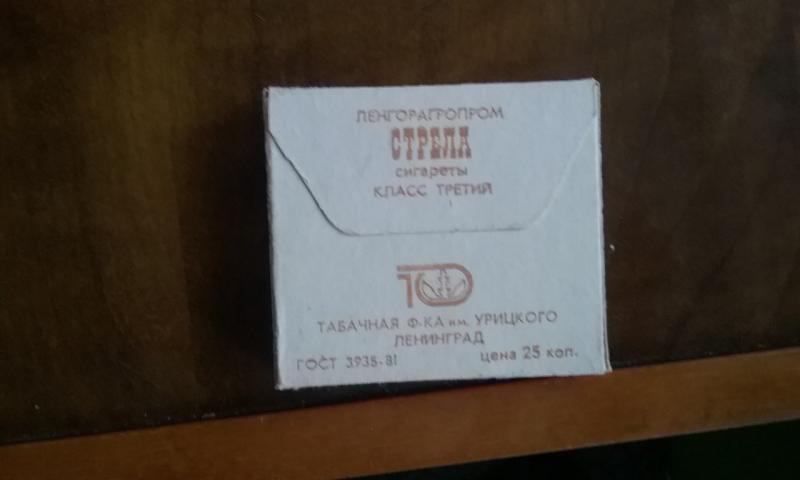 ЛЕНГОРАГРОПРОМ
СТРЕЛА
сигареты
КЛАСС ТРЕТИЙ
ТАБАЧНАЯ Ф-КА им. УРИЦКОГО
ЛЕНИНГРАД
ГОСТ 3935-81 цена 25 коп.